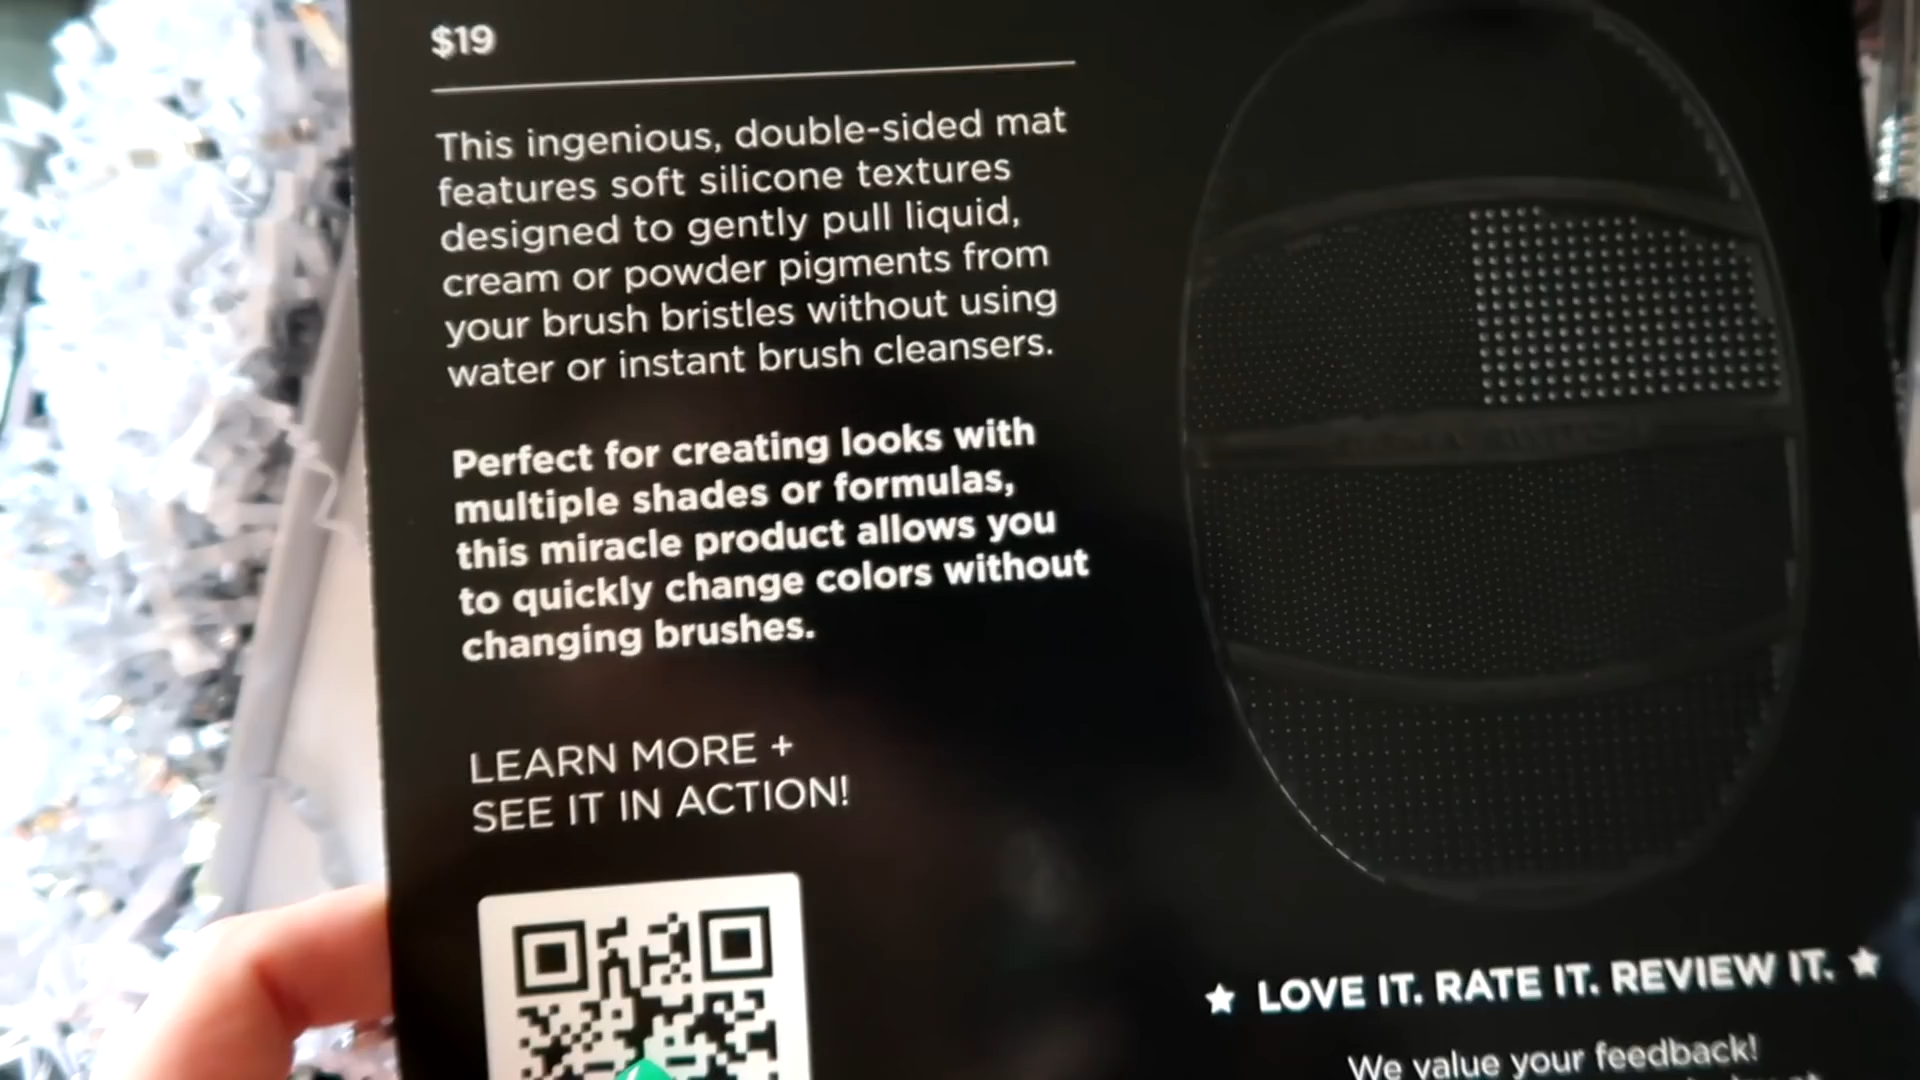 $19
This ingenious, double-sided mat
features soft silicone textures
designed to gently pull liquid,
cream or powder pigments from
your brush bristles without using
water or instant brush cleansers.
Perfect for creating looks with
multiple shades or formulas,
this miracle product allows you
to quickly change colors without
changing brushes.
LEARN MORE +
SEE IT IN ACTION!
★ LOVE IT. RATE IT. REVIEW IT. ★
We value your feedback!